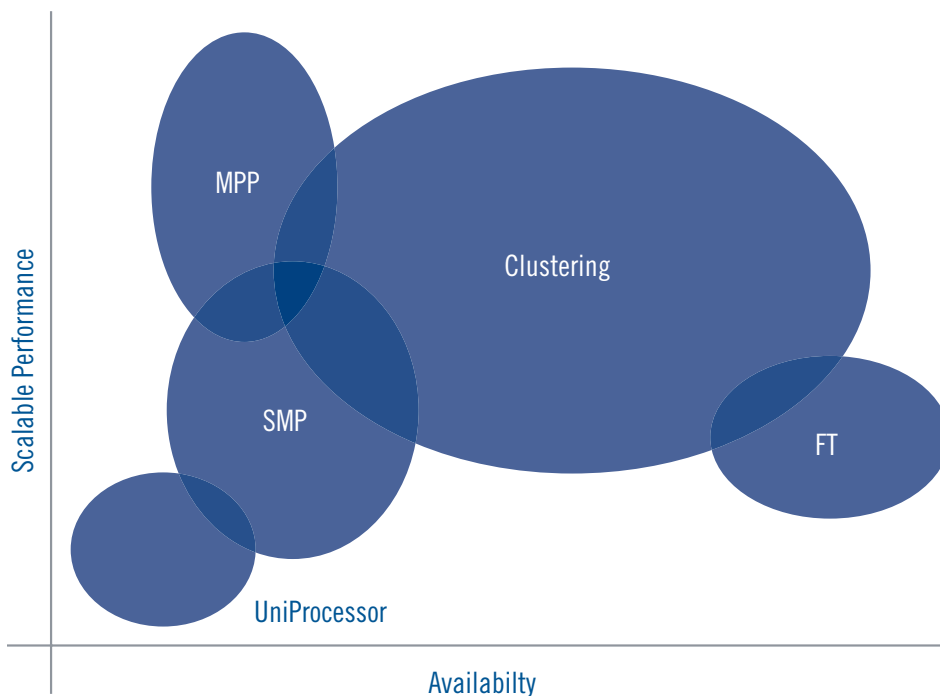 MPP
Clustering
Scalable Performance
SMP
FT
UniProcessor
Availabilty